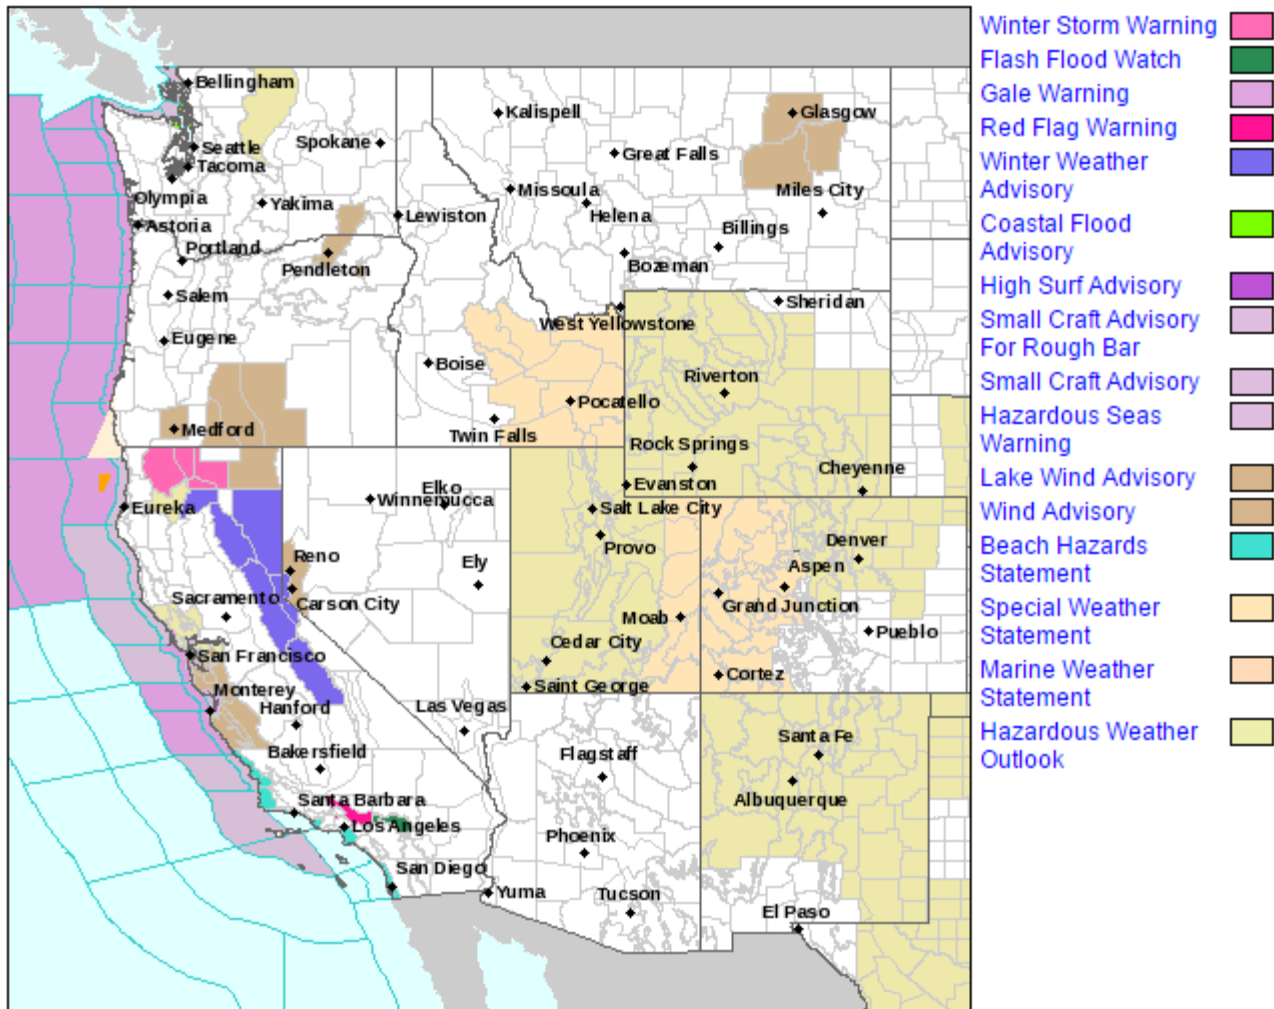 Bellingham
Seattle
Tacoma
Olympia
Spokane
Yakima
Astoria
Portland
Lewiston
Pendleton
Salem
Eugene
Medford
Kalispell
Great Falls
Missoula
Helena
Glasgow
Miles City
Billings
Bozeman
West Yellowstone
Sheridan
Boise
Pocatello
Twin Falls
Riverton
Rock Springs
Cheyenne
Evanston
Eureka
Elko
Winnemucca
Salt Lake City
Provo
Reno
Ely
Denver
Aspen
Sacramento
Carson City
Grand Junction
Moab
Pueblo
San Francisco
Cedar City
Cortez
Saint George
Monterey
Hanford
Las Vegas
Bakersfield
Flagstaff
Santa Fe
Albuquerque
Santa Barbara
Los Angeles
Phoenix
San Diego
Yuma
Tucson
El Paso
Winter Storm Warning
Flash Flood Watch
Gale Warning
Red Flag Warning
Winter Weather
Advisory
Coastal Flood
Advisory
High Surf Advisory
Small Craft Advisory
For Rough Bar
Small Craft Advisory
Hazardous Seas
Warning
Lake Wind Advisory
Wind Advisory
Beach Hazards
Statement
Special Weather
Statement
Marine Weather
Statement
Hazardous Weather
Outlook